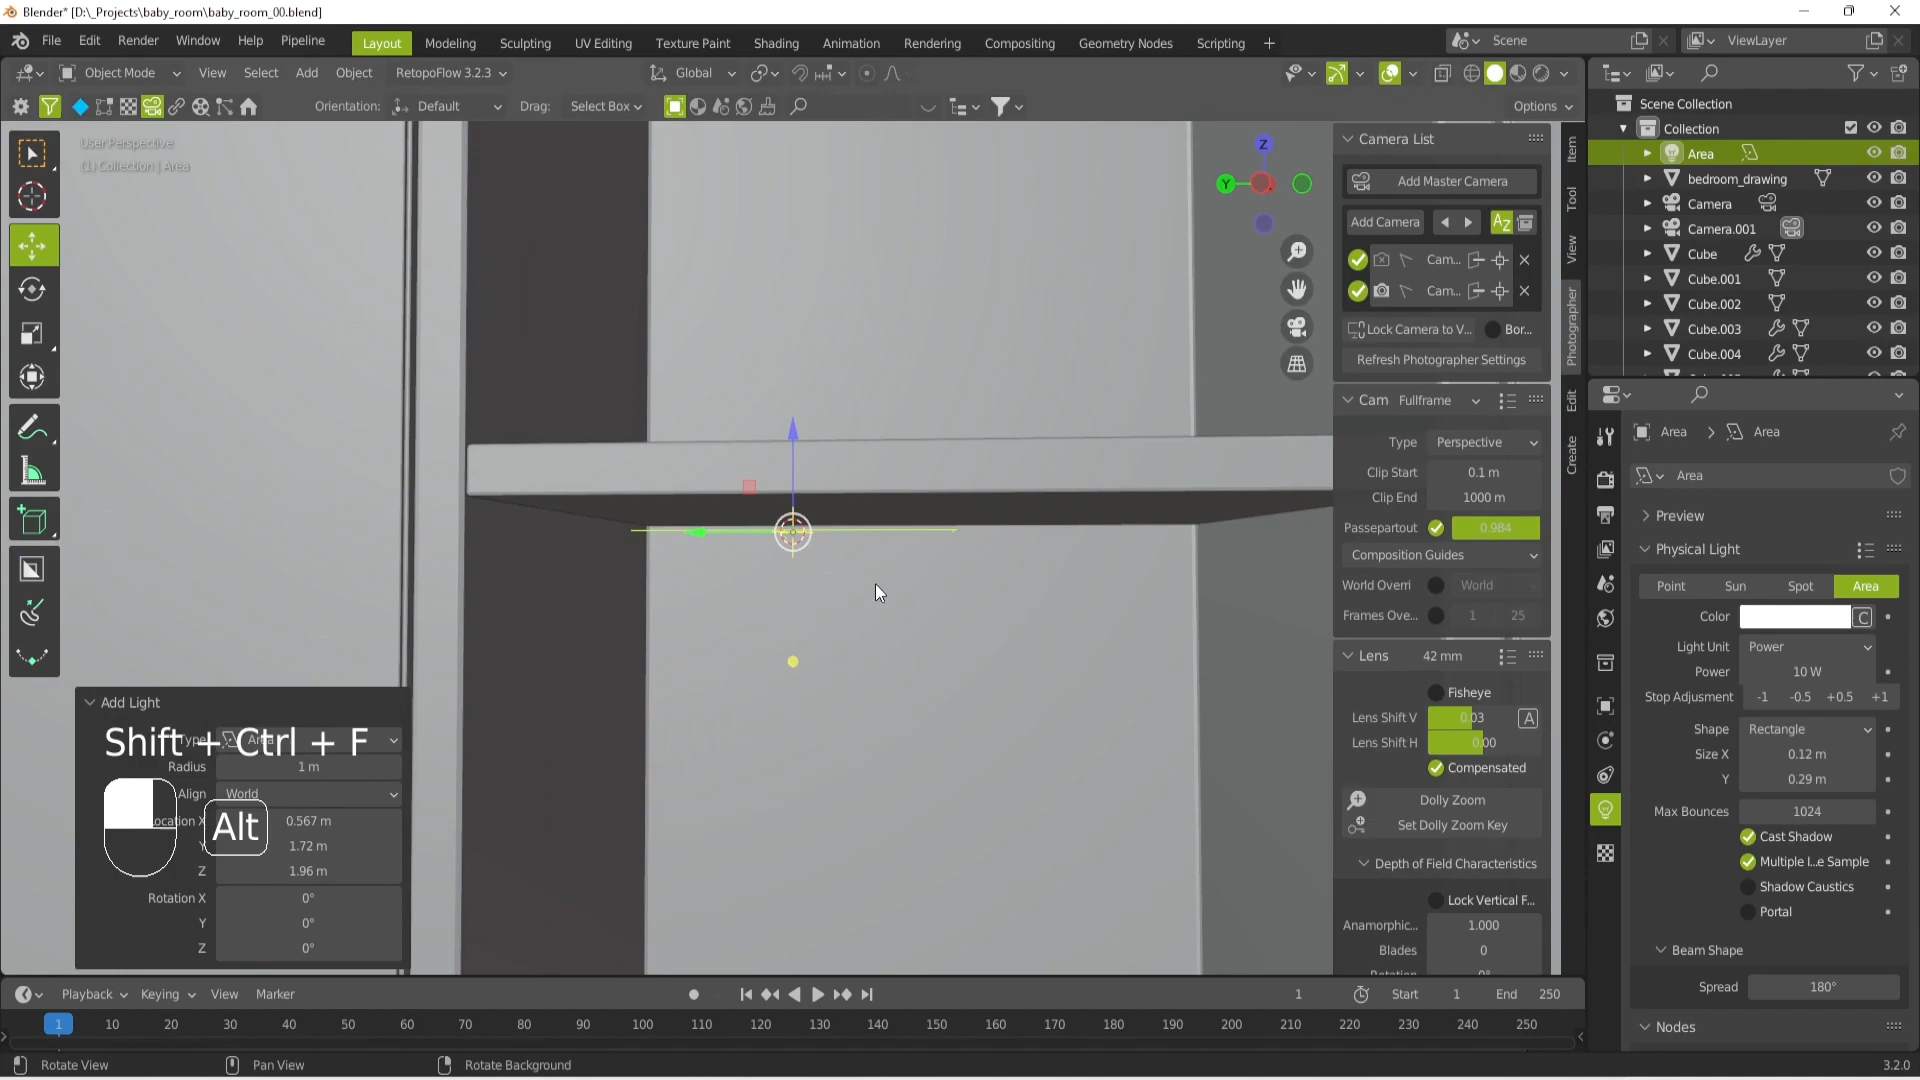 Blender* [D:\_Projects\baby_room\baby_room_00.blend]
File Edit Render Window Help Pipeline Layout Modeling Sculpting UV Editing Texture Paint Shading Animation Rendering Compositing Geometry Nodes Scripting + Scene ViewLayer
Object Mode View Select Add Object RetopoFlow 3.2.3 Global
Orientation: Default Drag: Select Box Options
User Perspective
(1) Collection | Area
Z
Y
Camera List
Add Master Camera
Add Camera AZ
Cam...
Cam...
Lock Camera to V... Bor...
Refresh Photographer Settings
Cam Fullframe
Type Perspective
Clip Start 0.1 m
Clip End 1000 m
Passepartout 0.984
Composition Guides
World Overri World
Frames Ove... 1 25
Lens 42 mm
Fisheye
Lens Shift V 0.03 A
Lens Shift H 0.00
Compensated
Dolly Zoom
Set Dolly Zoom Key
Depth of Field Characteristics
Lock Vertical F...
Anamorphic... 1.000
Blades 0
Rotation 0°
Item
Tool
View
Photographer
Edit
Create
Scene Collection
Collection
Area
bedroom_drawing
Camera
Camera.001
Cube
Cube.001
Cube.002
Cube.003
Cube.004
Area > Area
Area
Preview
Physical Light
Point Sun Spot Area
Color C
Light Unit Power
Power 10 W
Stop Adjusment -1 -0.5 +0.5 +1
Shape Rectangle
Size X 0.12 m
Y 0.29 m
Max Bounces 1024
Cast Shadow
Multiple I...e Sample
Shadow Caustics
Portal
Beam Shape
Spread 180°
Nodes
Add Light
Type Area
Shift + Ctrl + F
Radius 1 m
Align World
Alt
Location X 0.567 m
Y 1.72 m
Z 1.96 m
Rotation X 0°
Y 0°
Z 0°
Playback Keying View Marker 1 Start 1 End 250
1 10 20 30 40 50 60 70 80 90 100 110 120 130 140 150 160 170 180 190 200 210 220 230 240 250
Rotate View Pan View Rotate Background 3.2.0